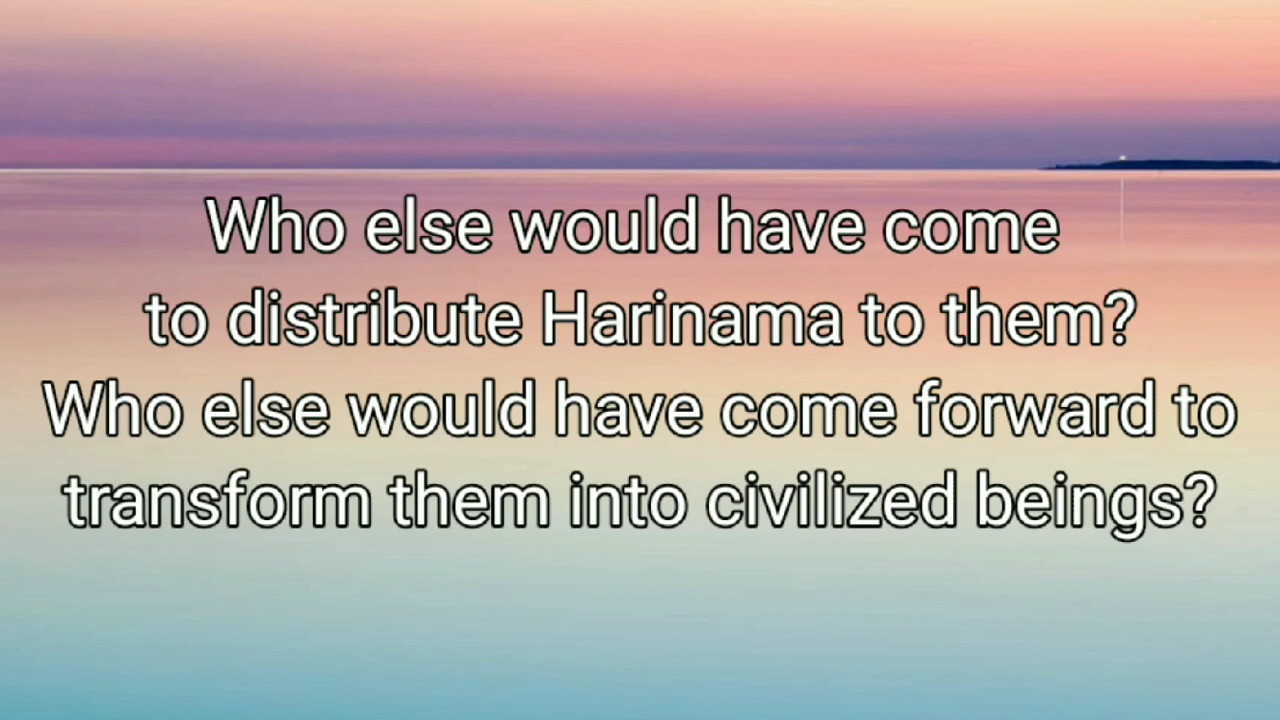 Who else would have come
to distribute Harinama to them?
Who else would have come forward to
transform them into civilized beings?